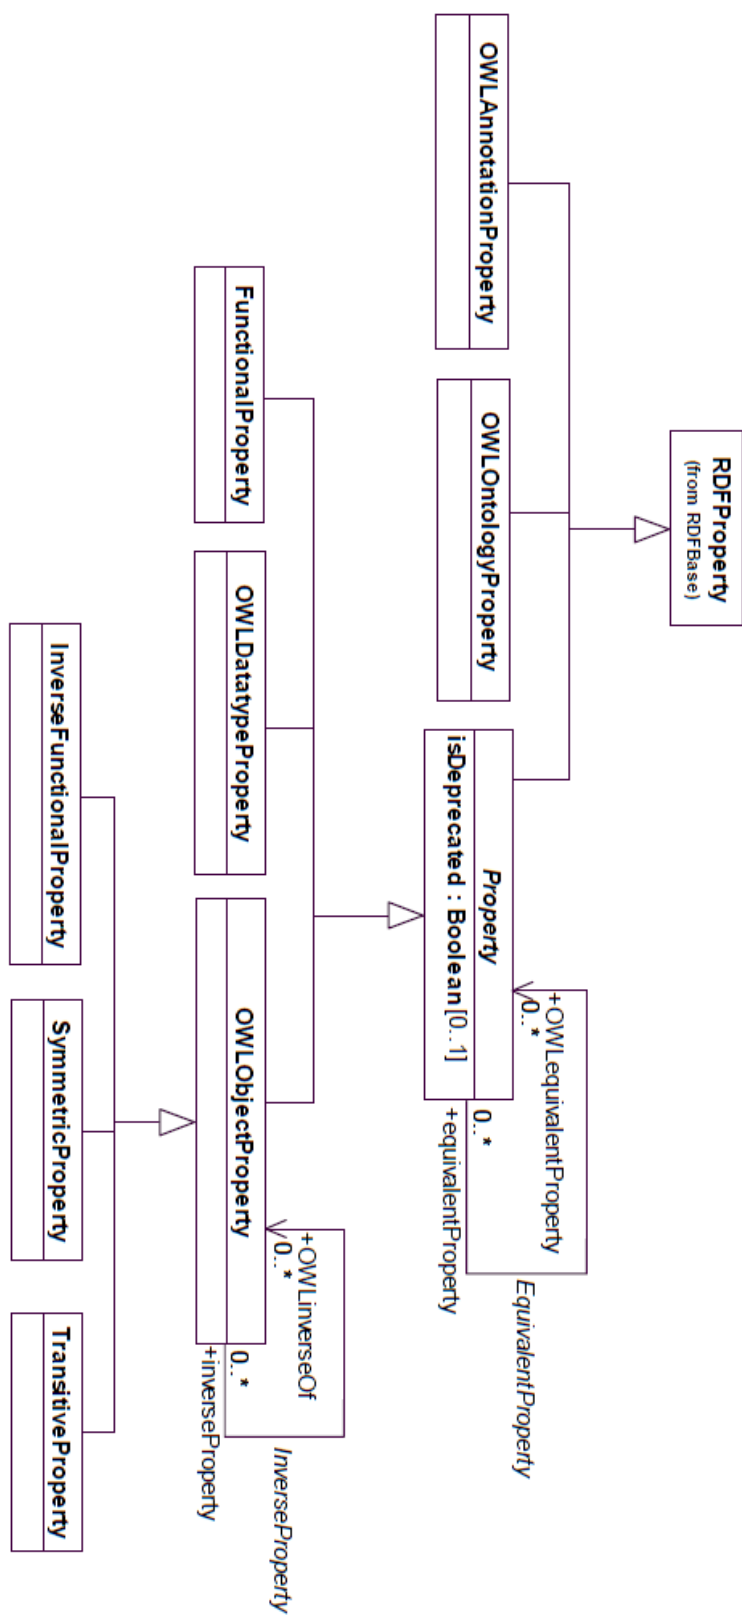 RDFProperty
(from RDFBase)
OWLAnnotationProperty
OWLOntologyProperty
Property
isDeprecated : Boolean[0..1]
+OWLequivalentProperty
0..*
EquivalentProperty
0..*
+equivalentProperty
FunctionalProperty
OWLDatatypeProperty
OWLObjectProperty
+OWLinverseOf
0..*
InverseProperty
0..*
+inverseProperty
InverseFunctionalProperty
SymmetricProperty
TransitiveProperty